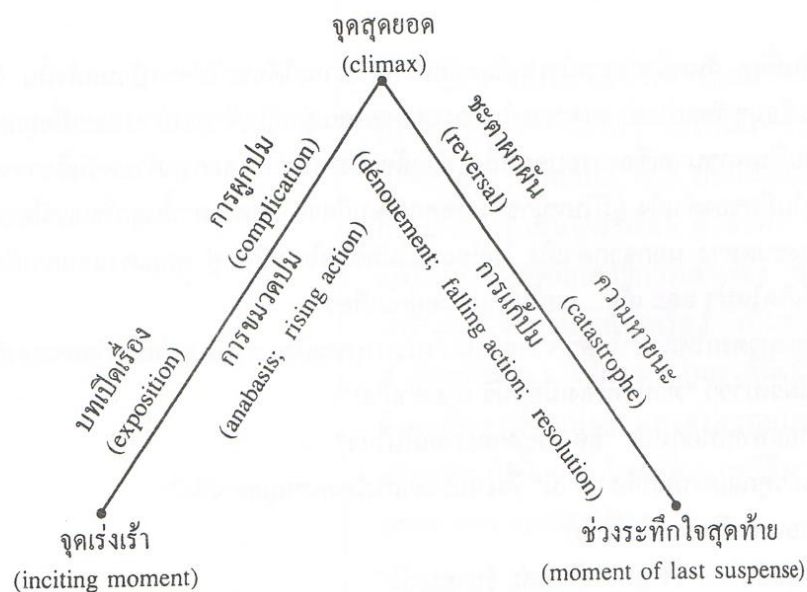 จุดสุดยอด
(climax)
การผูกปม
(complication)
ชะตาผกผัน
(reversal)
บทเปิดเรื่อง
(exposition)
การขมวดปม
(anabasis; rising action)
การแก้ปม
(dénouement; falling action; resolution)
ความหายนะ
(catastrophe)
จุดเร่งเร้า
(inciting moment)
ช่วงระทึกใจสุดท้าย
(moment of last suspense)